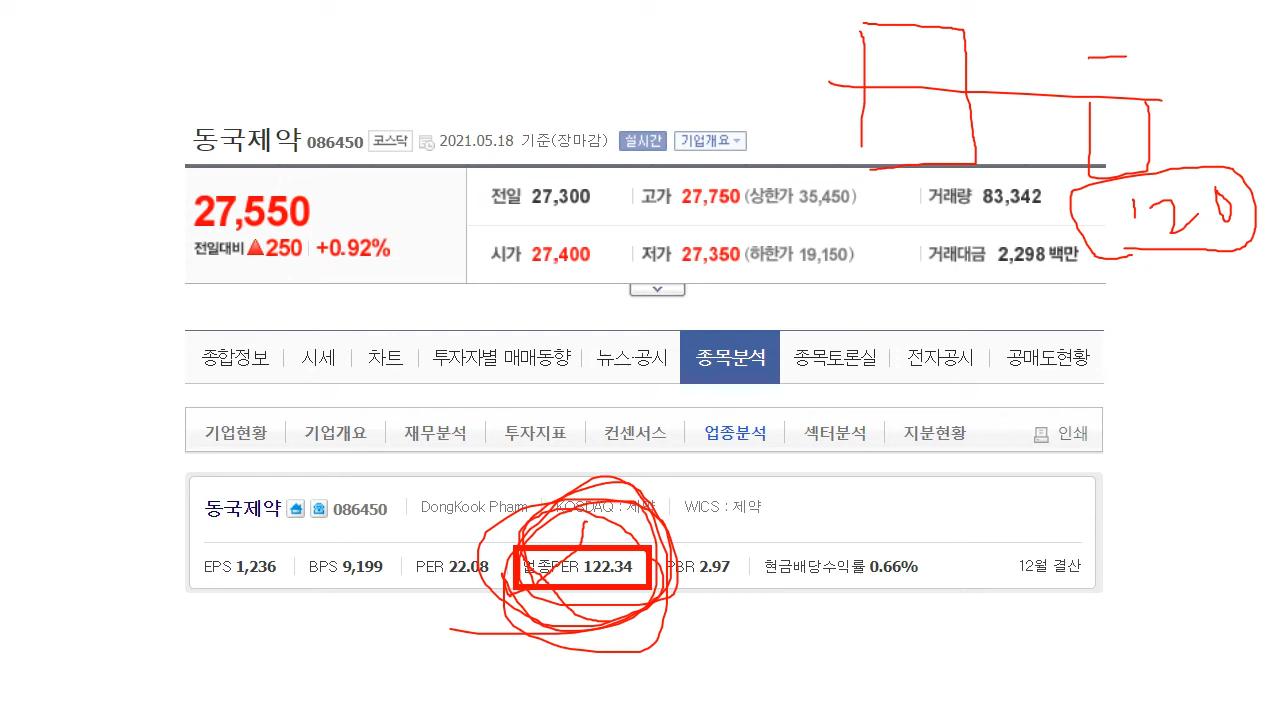 동국제약 086450 코스닥 2021.05.18 기준(장마감) 실시간 기업개요
27,550
전일대비 ▲250 +0.92%
전일 27,300 고가 27,750 (상한가 35,450) 거래량 83,342
시가 27,400 저가 27,350 (하한가 19,150) 거래대금 2,298 백만
120
종합정보 시세 차트 투자자별 매매동향 뉴스·공시 종목분석 종목토론실 전자공시 공매도현황
기업현황 기업개요 재무분석 투자지표 컨센서스 업종분석 섹터분석 지분현황 인쇄
동국제약 086450 DongKook Pharm KOSDAQ : 제약 WICS : 제약
EPS 1,236 BPS 9,199 PER 22.08 업종PER 122.34 PBR 2.97 현금배당수익률 0.66% 12월 결산